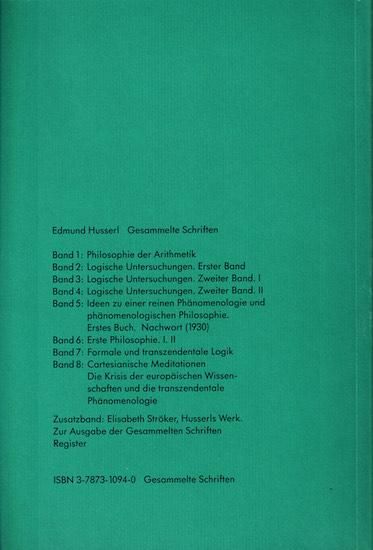 Edmund Husserl Gesammelte Schriften
Band 1: Philosophie der Arithmetik
Band 2: Logische Untersuchungen. Erster Band
Band 3: Logische Untersuchungen. Zweiter Band. I
Band 4: Logische Untersuchungen. Zweiter Band. II
Band 5: Ideen zu einer reinen Phänomenologie und
phänomenologischen Philosophie.
Erstes Buch. Nachwort (1930)
Band 6: Erste Philosophie. I. II
Band 7: Formale und transzendentale Logik
Band 8: Cartesianische Meditationen
Die Krisis der europäischen Wissen-
schaften und die transzendentale
Phänomenologie
Zusatzband: Elisabeth Ströker, Husserls Werk.
Zur Ausgabe der Gesammelten Schriften
Register
ISBN 3-7873-1094-0 Gesammelte Schriften